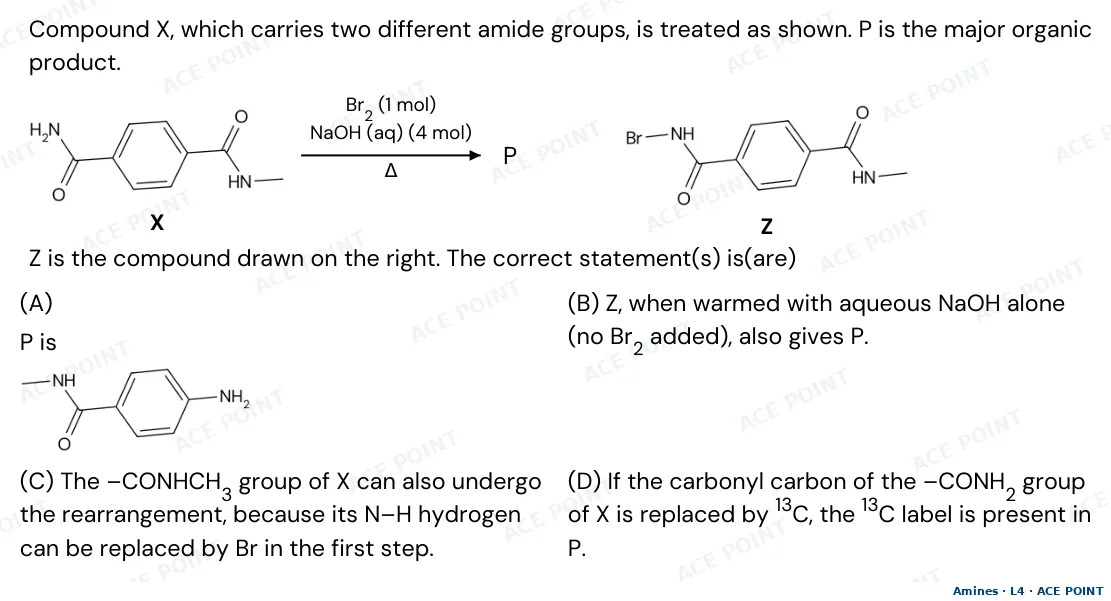 Compound X, which carries two different amide groups, is treated as shown. P is the major organic
product.
H₂N
O
O
HN
X
Br₂ (1 mol)
NaOH (aq) (4 mol)
Δ
P
Br
NH
O
O
HN
Z
Z is the compound drawn on the right. The correct statement(s) is(are)
(A)
P is
NH
O
NH₂
(B) Z, when warmed with aqueous NaOH alone
(no Br₂ added), also gives P.
(C) The –CONHCH₃ group of X can also undergo
the rearrangement, because its N–H hydrogen
can be replaced by Br in the first step.
(D) If the carbonyl carbon of the –CONH₂ group
of X is replaced by ¹³C, the ¹³C label is present in
P.
Amines · L4 · ACE POINT